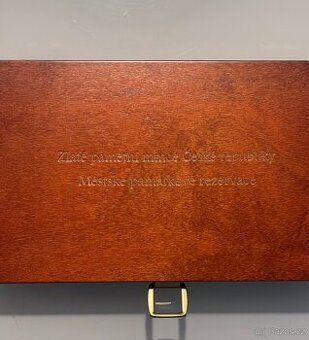 Zlaté pamětní mince České republiky
Městské památkové rezervace